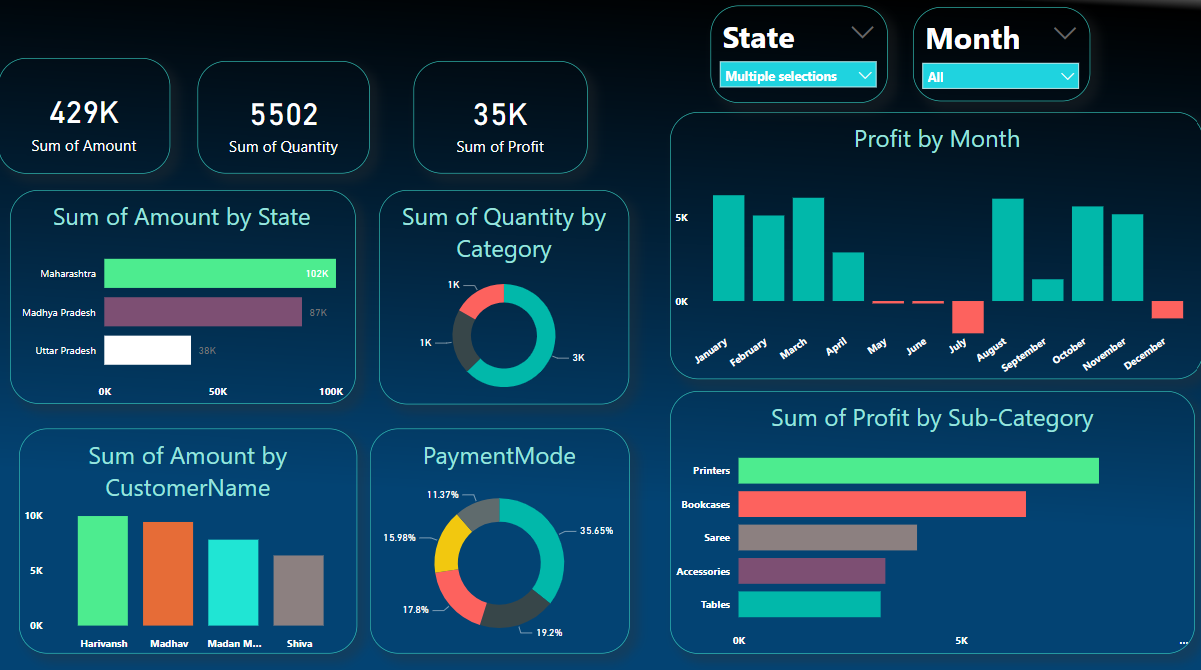 State
Multiple selections
Month
All
429K
Sum of Amount
5502
Sum of Quantity
35K
Sum of Profit
Profit by Month
5K
0K
January
February
March
April
May
June
July
August
September
October
November
December
Sum of Amount by State
Maharashtra
102K
Madhya Pradesh
87K
Uttar Pradesh
38K
0K
50K
100K
Sum of Quantity by
Category
1K
1K
3K
Sum of Amount by
CustomerName
10K
5K
0K
Harivansh
Madhav
Madan M...
Shiva
PaymentMode
11.37%
35.65%
15.98%
17.8%
19.2%
Sum of Profit by Sub-Category
Printers
Bookcases
Saree
Accessories
Tables
0K
5K
...